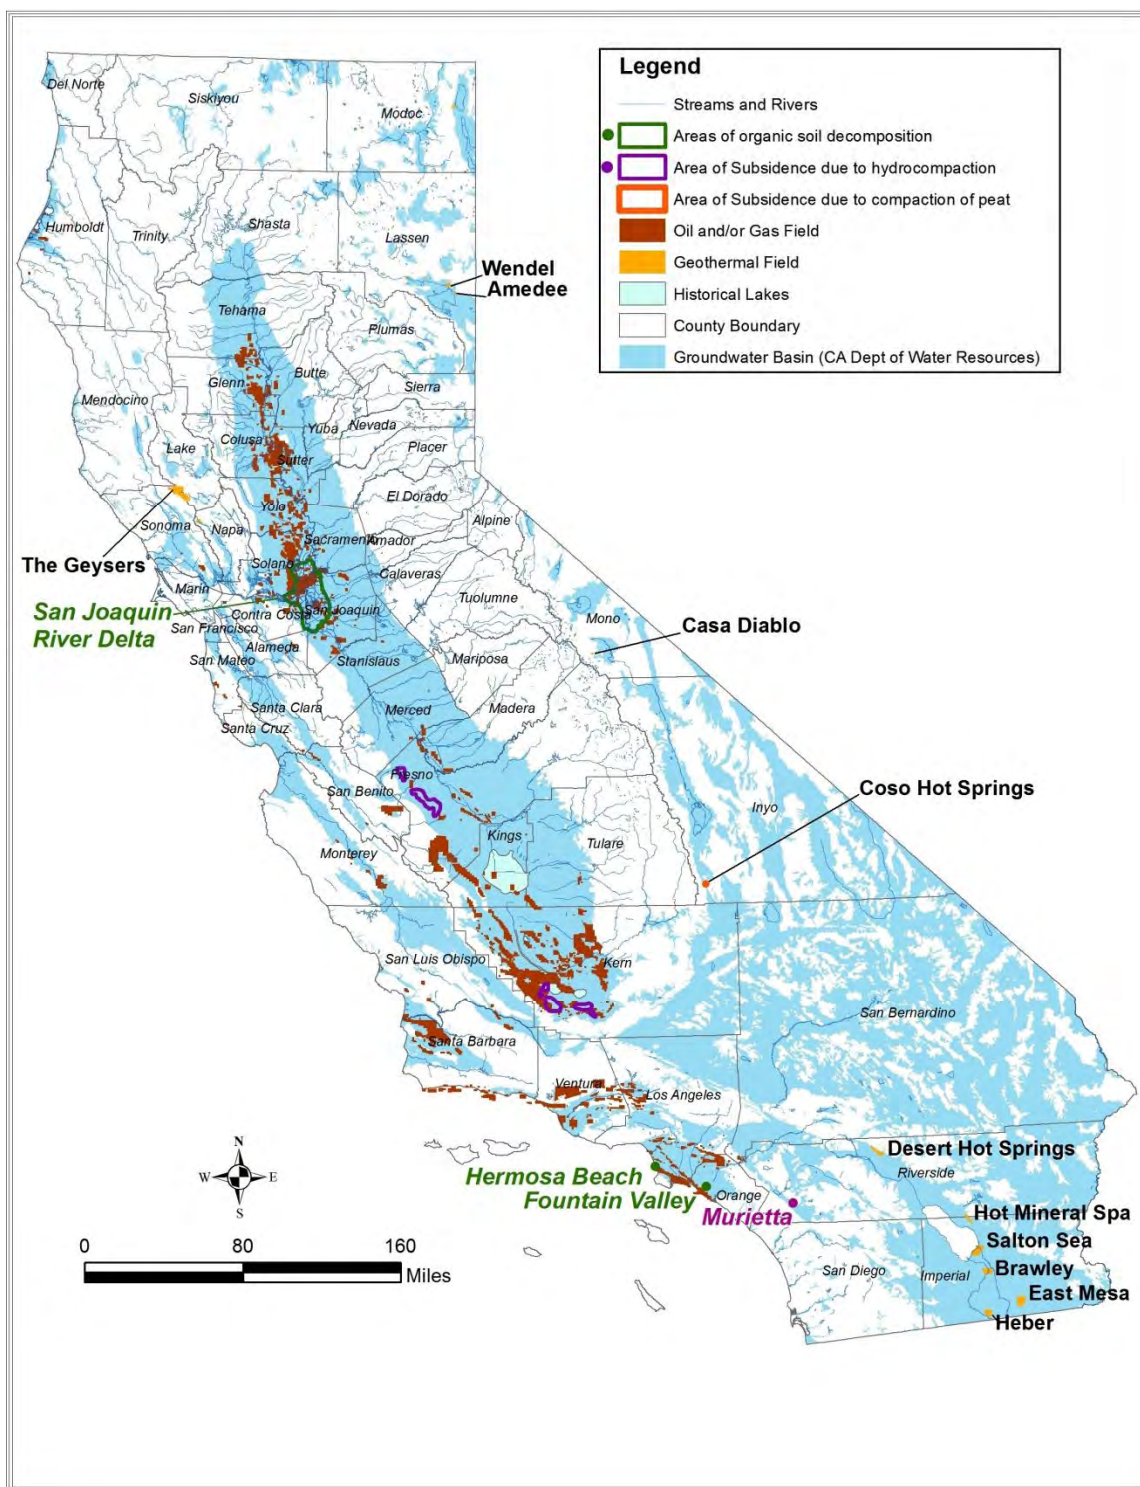 Legend
Streams and Rivers
Areas of organic soil decomposition
Area of Subsidence due to hydrocompaction
Area of Subsidence due to compaction of peat
Oil and/or Gas Field
Geothermal Field
Historical Lakes
County Boundary
Groundwater Basin (CA Dept of Water Resources)
Del Norte
Siskiyou
Modoc
Humboldt
Trinity
Shasta
Lassen
Wendel
Amedee
Tehama
Plumas
Glenn
Butte
Sierra
Mendocino
Colusa
Yuba
Nevada
Lake
Sutter
Placer
El Dorado
Yolo
Alpine
Sonoma
Napa
Sacramento
Amador
The Geysers
Solano
Calaveras
Marin
San Joaquin
River Delta
Contra Costa
San Joaquin
Tuolumne
Mono
San Francisco
Casa Diablo
Alameda
San Mateo
Stanislaus
Mariposa
Santa Clara
Merced
Madera
Santa Cruz
Fresno
San Benito
Coso Hot Springs
Inyo
Kings
Tulare
Monterey
San Luis Obispo
Kern
San Bernardino
Santa Barbara
Ventura
Los Angeles
N
W
E
S
Desert Hot Springs
Riverside
Hermosa Beach
Fountain Valley
Orange
Murietta
Hot Mineral Spa
Salton Sea
0 80 160
Miles
San Diego
Imperial
Brawley
East Mesa
Heber